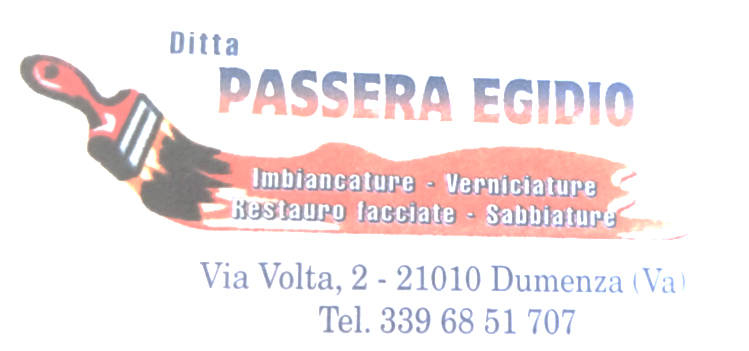 Ditta
PASSERA EGIDIO
Imbiancature - Verniciature
Restauro facciate - Sabbiature
Via Volta, 2 - 21010 Dumenza (Va)
Tel. 339 68 51 707